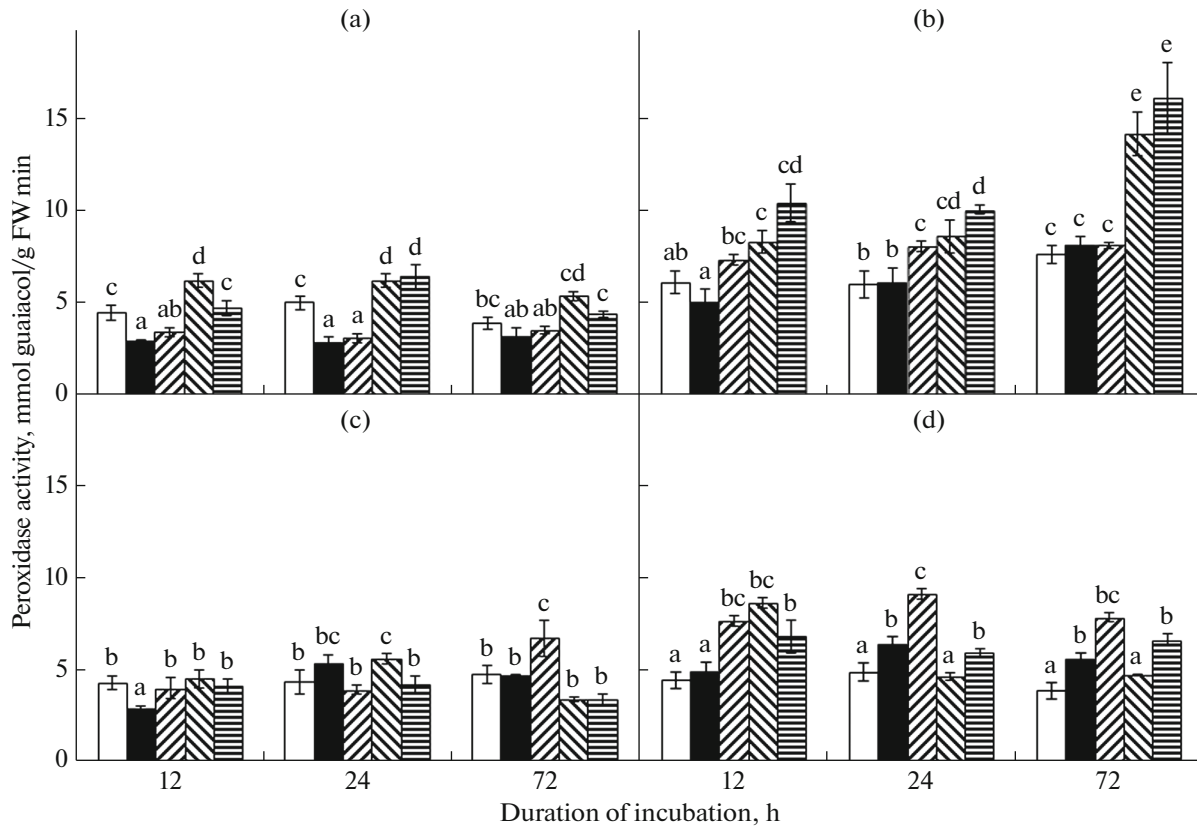 (a) (b)
Peroxidase activity, mmol guaiacol/g FW min
15
10
5
0
c a ab d c
c a a d d
bc ab ab cd c
ab a bc c cd
b b c cd d
c c c e e
(c) (d)
15
10
5
0
b a b b b
b bc b c b
b b c b b
a a bc bc b
a b c a b
a b bc a b
12 24 72 12 24 72
Duration of incubation, h